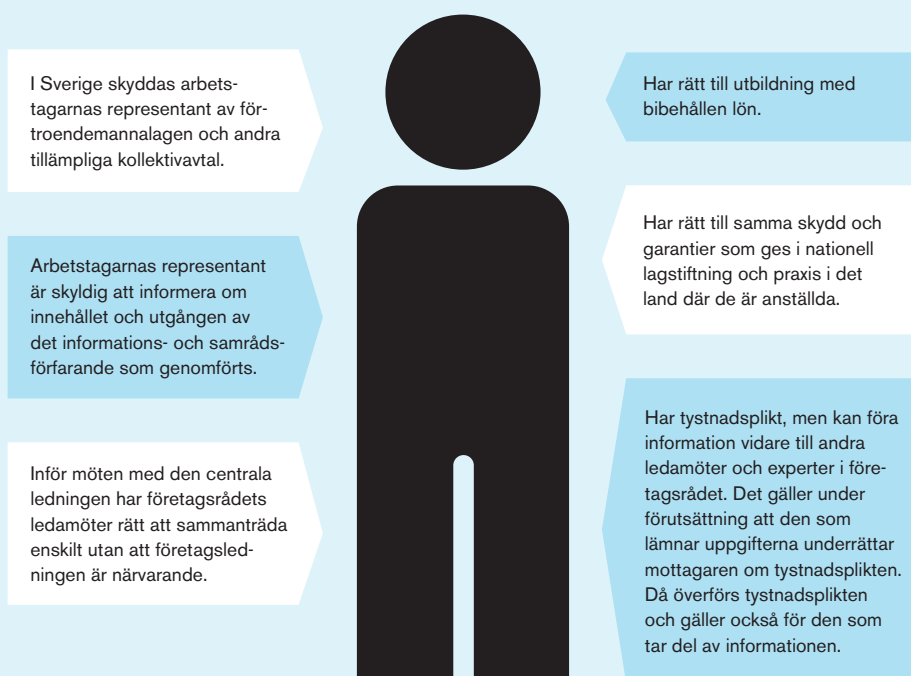 I Sverige skyddas arbets-
tagarnas representant av för-
troendemannalagen och andra
tillämpliga kollektivavtal.
Arbetstagarnas representant
är skyldig att informera om
innehållet och utgången av
det informations- och samråds-
förfarande som genomförts.
Inför möten med den centrala
ledningen har företagsrådets
ledamöter rätt att sammanträda
enskilt utan att företagsled-
ningen är närvarande.
Har rätt till utbildning med
bibehållen lön.
Har rätt till samma skydd och
garantier som ges i nationell
lagstiftning och praxis i det
land där de är anställda.
Har tystnadsplikt, men kan föra
information vidare till andra
ledamöter och experter i före-
tagsrådet. Det gäller under
förutsättning att den som
lämnar uppgifterna underrättar
mottagaren om tystnadsplikten.
Då överförs tystnadsplikten
och gäller också för den som
tar del av informationen.